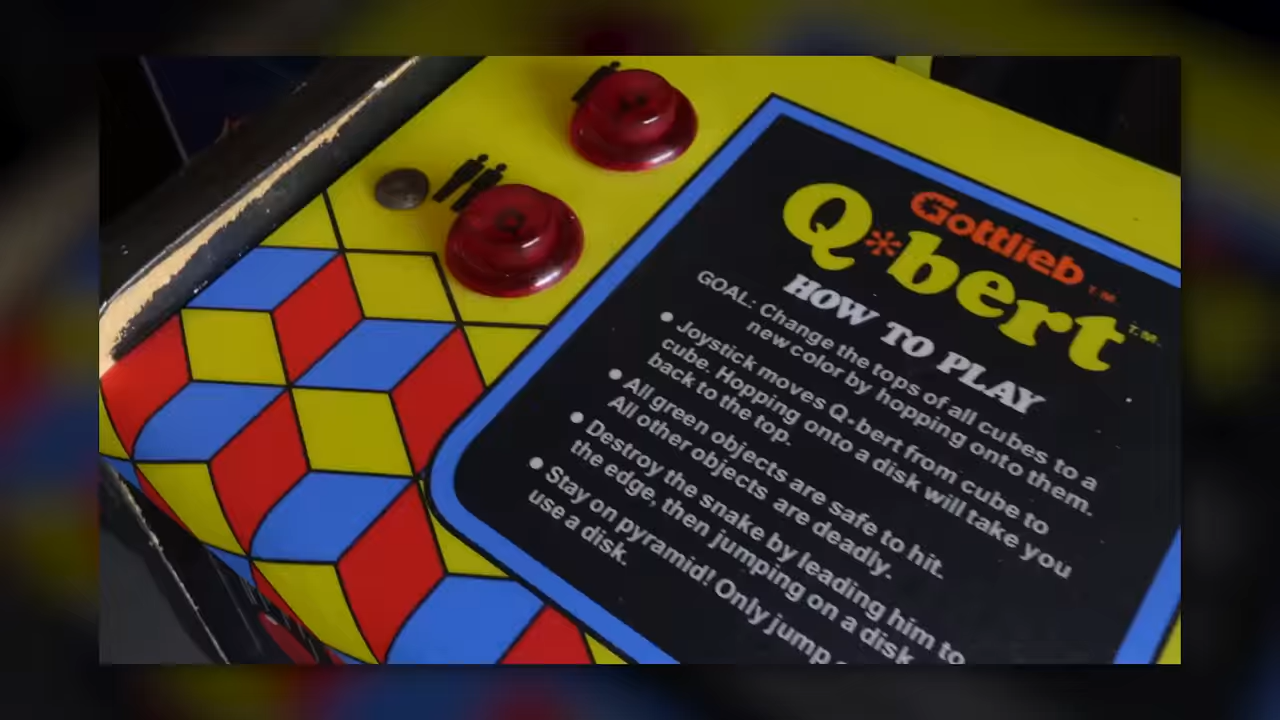 Gottlieb T.M.
Q*bert T.M.
HOW TO PLAY
GOAL: Change the tops of all cubes to a
new color by hopping onto them.
• Joystick moves Q-bert from cube to
cube. Hopping onto a disk will take you
back to the top.
• All green objects are safe to hit.
All other objects are deadly.
• Destroy the snake by leading him to
the edge, then jumping on a disk
• Stay on pyramid! Only jump
use a disk.